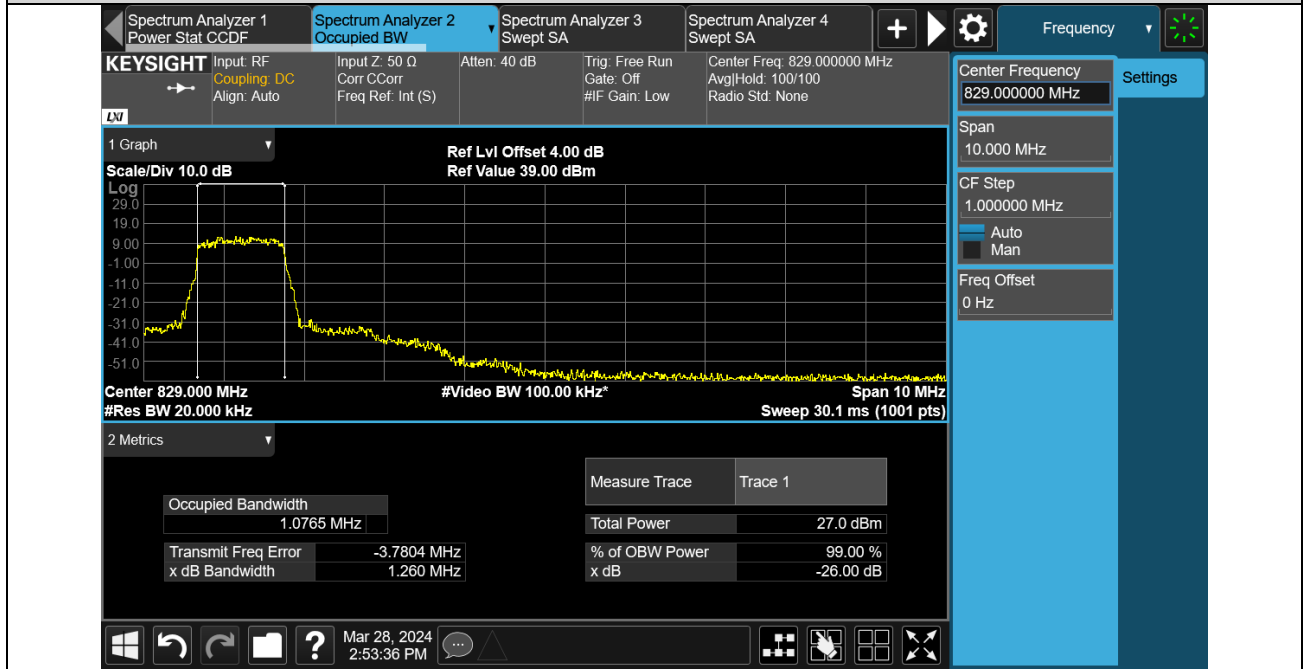 Spectrum Analyzer 1
Power Stat CCDF
Spectrum Analyzer 2
Occupied BW
Spectrum Analyzer 3
Swept SA
Spectrum Analyzer 4
Swept SA
+
Frequency
KEYSIGHT
LXI
Input: RF
Coupling: DC
Align: Auto
Input Z: 50 Ω
Corr CCorr
Freq Ref: Int (S)
Atten: 40 dB
Trig: Free Run
Gate: Off
#IF Gain: Low
Center Freq: 829.000000 MHz
Avg|Hold: 100/100
Radio Std: None
Center Frequency
829.000000 MHz
Settings
Span
10.000 MHz
CF Step
1.000000 MHz
Auto
Man
Freq Offset
0 Hz
1 Graph
Scale/Div 10.0 dB
Ref Lvl Offset 4.00 dB
Ref Value 39.00 dBm
Log
29.0
19.0
9.00
-1.00
-11.0
-21.0
-31.0
-41.0
-51.0
Center 829.000 MHz
#Video BW 100.00 kHz*
Span 10 MHz
#Res BW 20.000 kHz
Sweep 30.1 ms (1001 pts)
2 Metrics
Measure Trace Trace 1
Occupied Bandwidth
1.0765 MHz
Total Power 27.0 dBm
Transmit Freq Error -3.7804 MHz
% of OBW Power 99.00 %
x dB Bandwidth 1.260 MHz
x dB -26.00 dB
?
Mar 28, 2024
2:53:36 PM